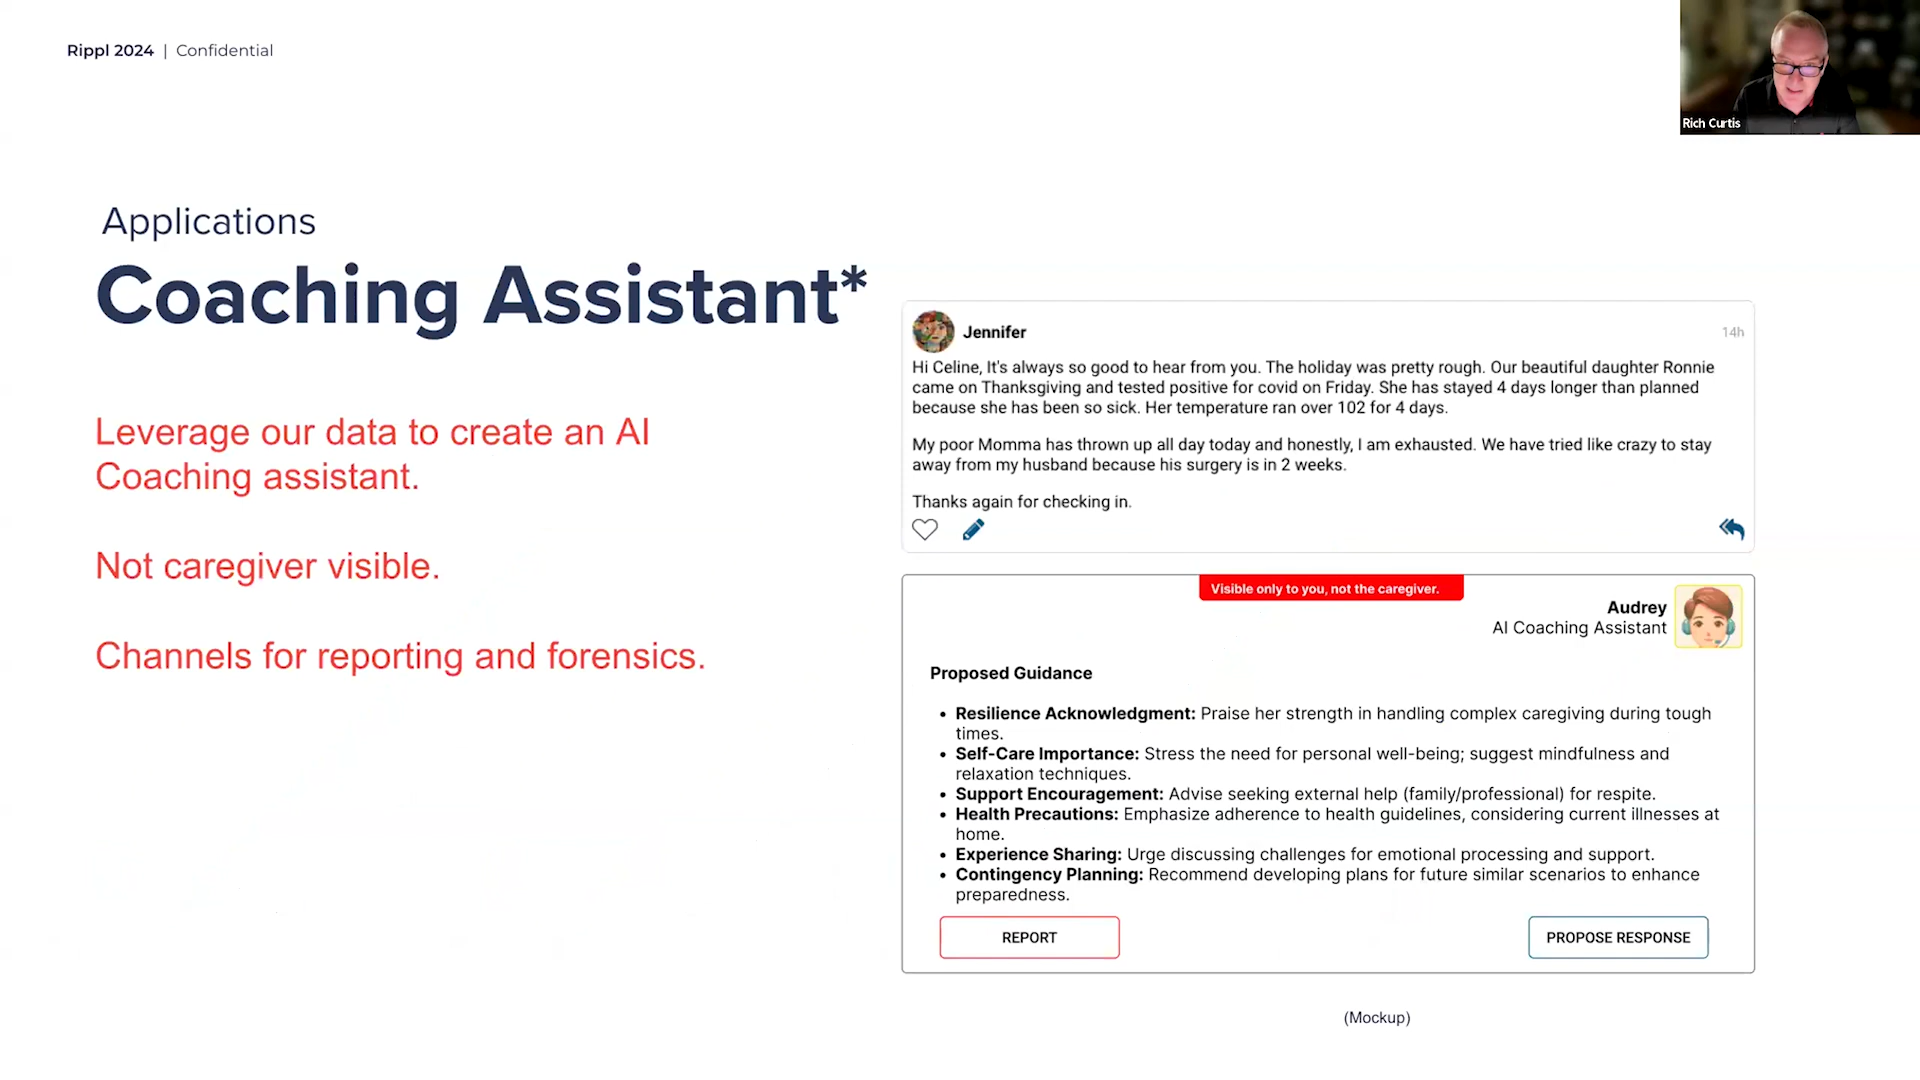 Rippl 2024 | Confidential
Rich Curtis
Applications
Coaching Assistant*
Leverage our data to create an AI
Coaching assistant.
Not caregiver visible.
Channels for reporting and forensics.
Jennifer
14h
Hi Celine, It's always so good to hear from you. The holiday was pretty rough. Our beautiful daughter Ronnie
came on Thanksgiving and tested positive for covid on Friday. She has stayed 4 days longer than planned
because she has been so sick. Her temperature ran over 102 for 4 days.
My poor Momma has thrown up all day today and honestly, I am exhausted. We have tried like crazy to stay
away from my husband because his surgery is in 2 weeks.
Thanks again for checking in.
Visible only to you, not the caregiver.
Audrey
AI Coaching Assistant
Proposed Guidance
• Resilience Acknowledgment: Praise her strength in handling complex caregiving during tough
times.
• Self-Care Importance: Stress the need for personal well-being; suggest mindfulness and
relaxation techniques.
• Support Encouragement: Advise seeking external help (family/professional) for respite.
• Health Precautions: Emphasize adherence to health guidelines, considering current illnesses at
home.
• Experience Sharing: Urge discussing challenges for emotional processing and support.
• Contingency Planning: Recommend developing plans for future similar scenarios to enhance
preparedness.
REPORT
PROPOSE RESPONSE
(Mockup)